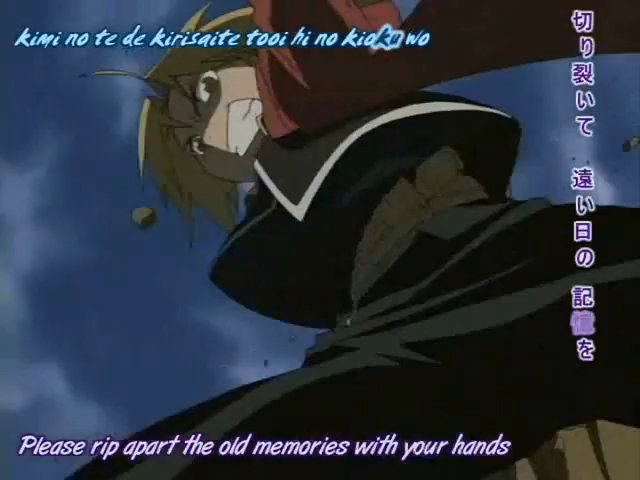 kimi no te de kirisaite tooi hi no kioku wo
切り裂いて 遠い日の 記憶を
Please rip apart the old memories with your hands